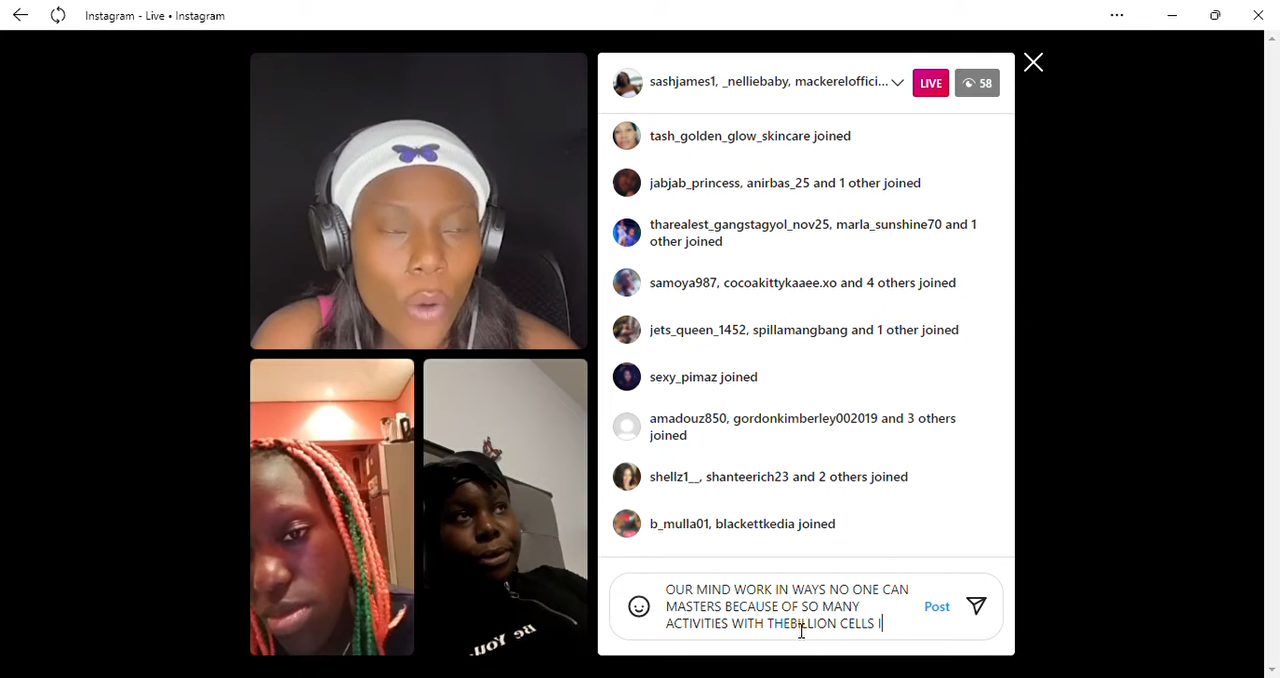 Instagram - Live • Instagram
sashjames1, _nelliebaby, mackereloffici...
LIVE
58
tash_golden_glow_skincare joined
jabjab_princess, anirbas_25 and 1 other joined
tharealest_gangstagyol_nov25, marla_sunshine70 and 1
other joined
samoya987, cocoakittykaaee.xo and 4 others joined
jets_queen_1452, spillamangbang and 1 other joined
sexy_pimaz joined
amadouz850, gordonkimberley002019 and 3 others
joined
shellz1__, shanteerich23 and 2 others joined
b_mulla01, blackettkedia joined
OUR MIND WORK IN WAYS NO ONE CAN
MASTERS BECAUSE OF SO MANY
ACTIVITIES WITH THEBILLION CELLS I
Post
Be You.